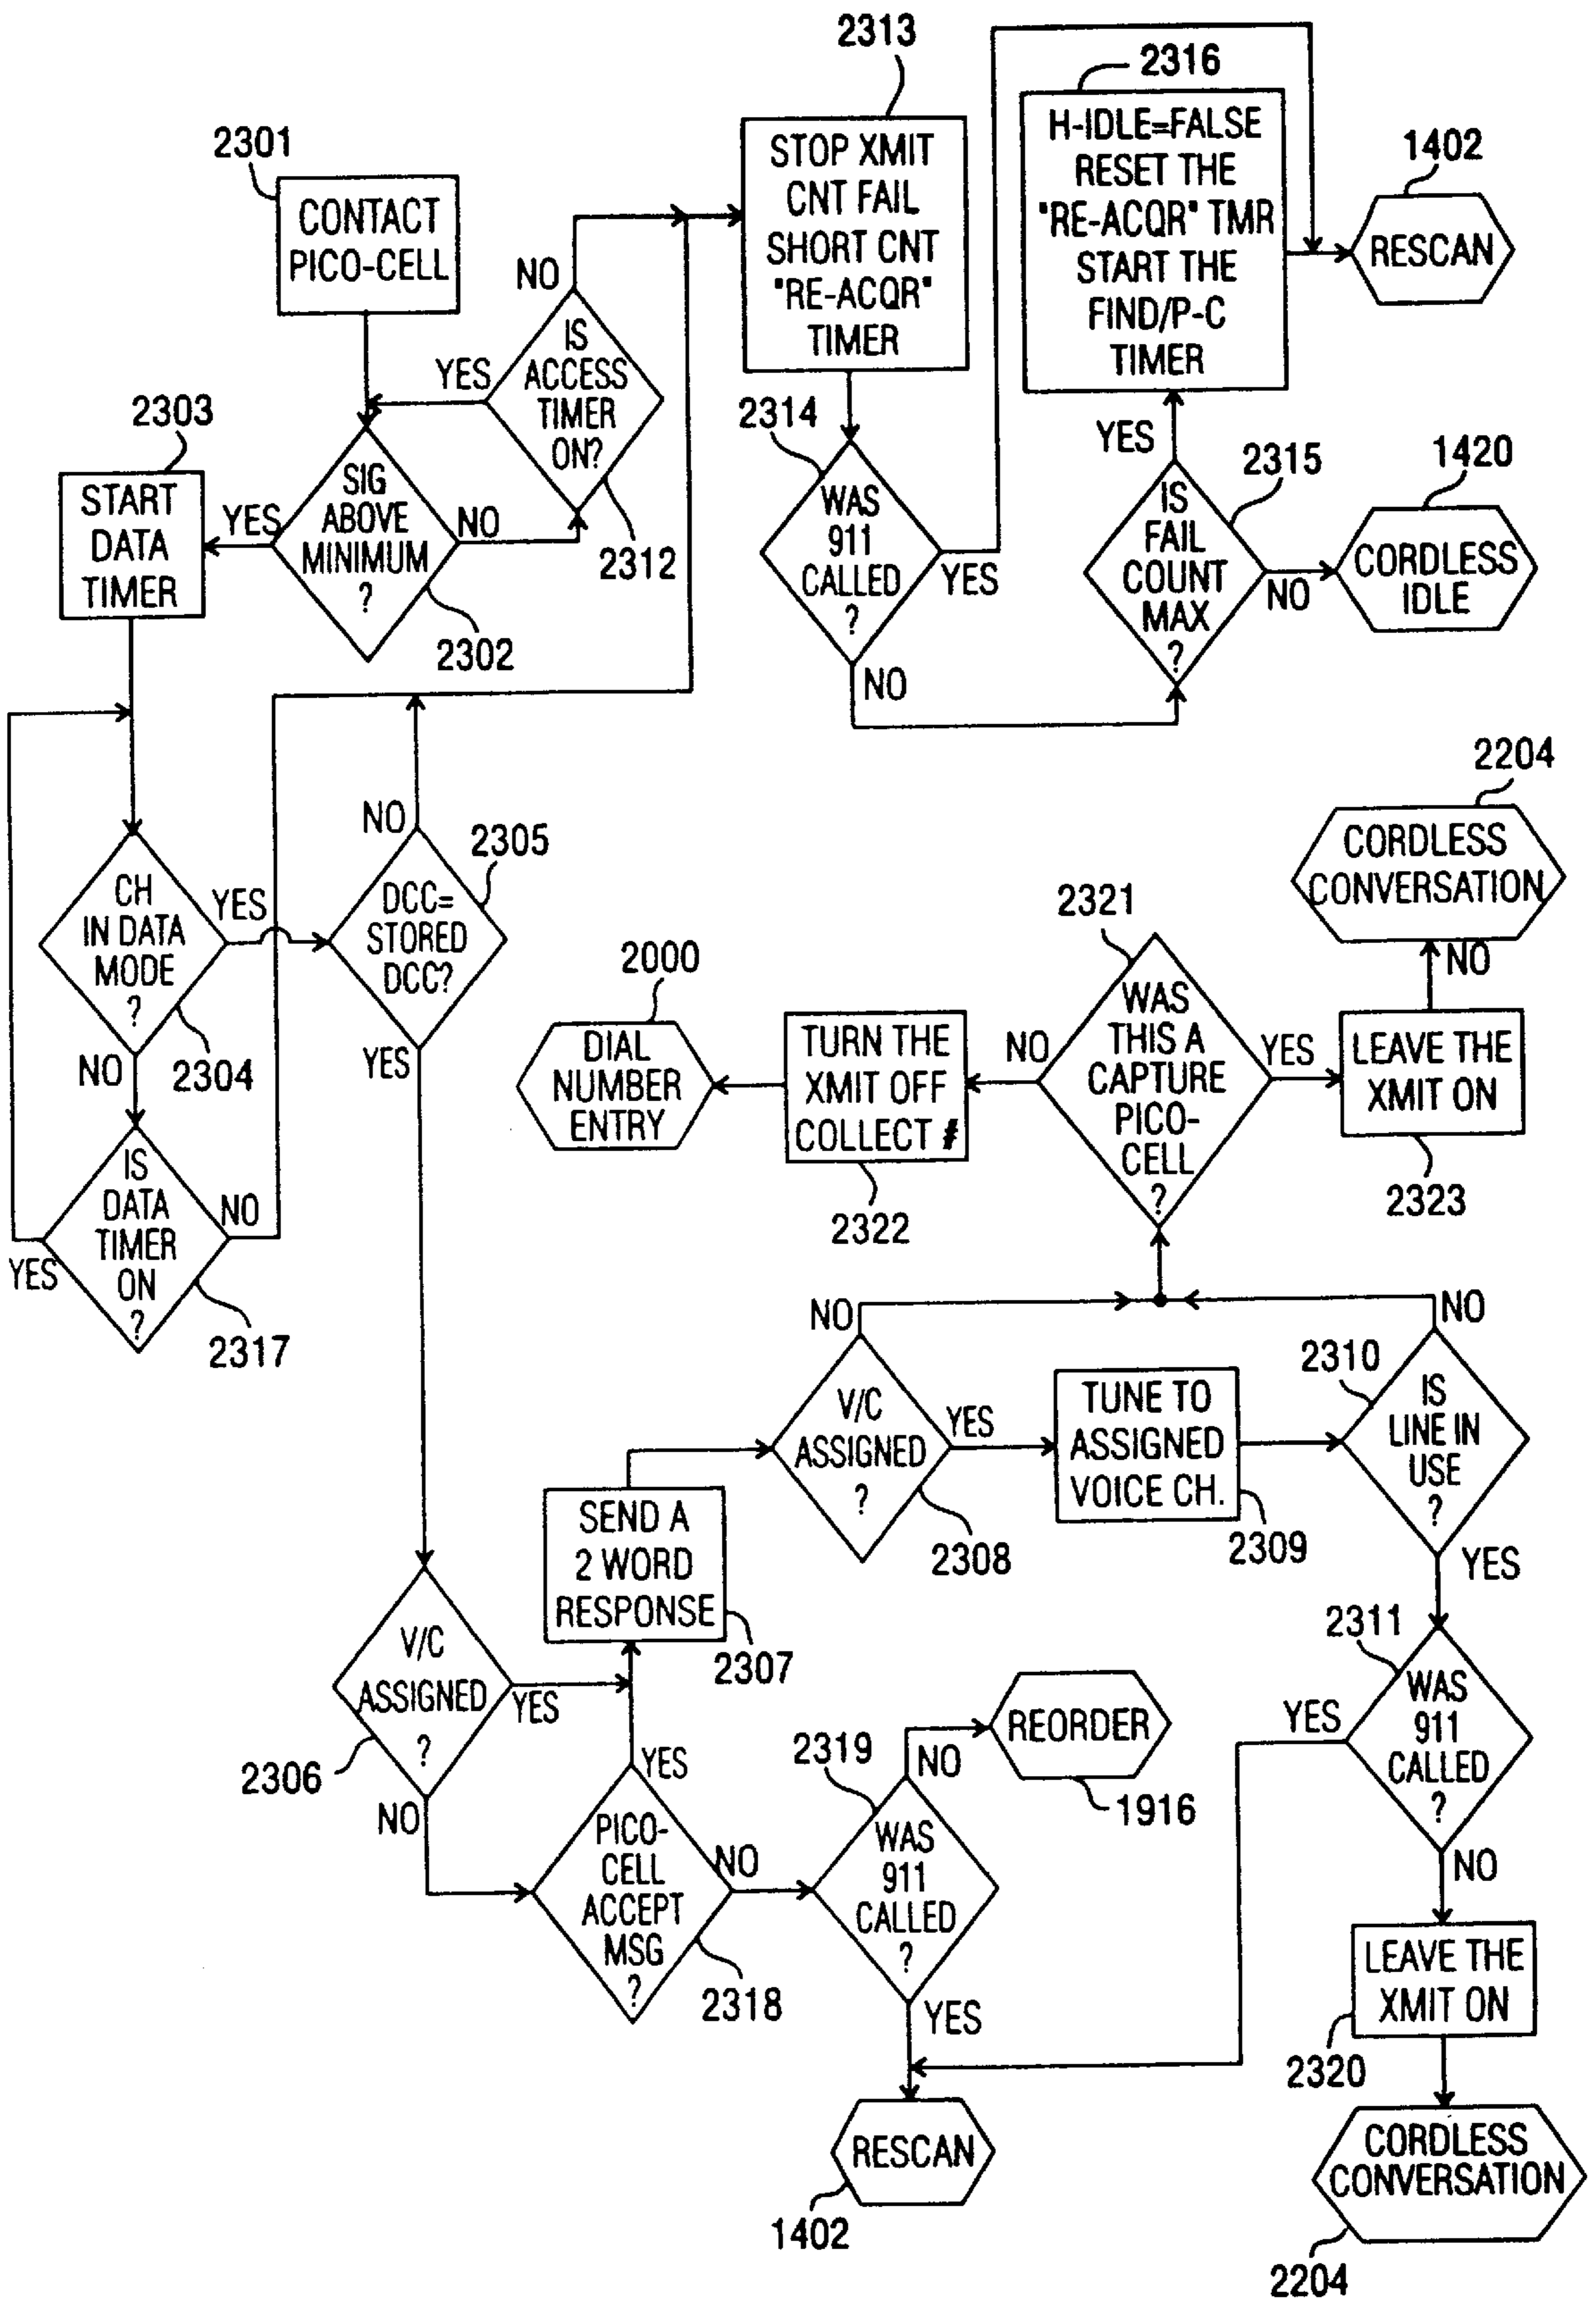 2313
2316
H-IDLE=FALSE
RESET THE
"RE-ACQR" TMR
START THE
FIND/P-C
TIMER
1402
RESCAN
2301
CONTACT
PICO-CELL
STOP XMIT
CNT FAIL
SHORT CNT
"RE-ACQR"
TIMER
NO
IS
ACCESS
TIMER
ON?
YES
2312
2303
START
DATA
TIMER
YES
SIG
ABOVE
MINIMUM
?
NO
2302
2314
WAS
911
CALLED
?
YES
NO
YES
2315
IS
FAIL
COUNT
MAX
?
NO
1420
CORDLESS
IDLE
CH
IN DATA
MODE
?
YES
NO
2304
NO
2305
DCC=
STORED
DCC?
YES
IS
DATA
TIMER
ON
?
NO
YES
2317
2204
CORDLESS
CONVERSATION
NO
2321
WAS
THIS A
CAPTURE
PICO-
CELL
?
NO
YES
LEAVE THE
XMIT ON
2323
2000
DIAL
NUMBER
ENTRY
TURN THE
XMIT OFF
COLLECT #
2322
NO
V/C
ASSIGNED
?
YES
2308
TUNE TO
ASSIGNED
VOICE CH.
2309
NO
2310
IS
LINE IN
USE
?
YES
SEND A
2 WORD
RESPONSE
2307
V/C
ASSIGNED
?
YES
2306
NO
YES
PICO-
CELL
ACCEPT
MSG
?
NO
2318
2319
WAS
911
CALLED
?
NO
YES
REORDER
1916
2311
WAS
911
CALLED
?
YES
NO
LEAVE THE
XMIT ON
2320
RESCAN
1402
CORDLESS
CONVERSATION
2204